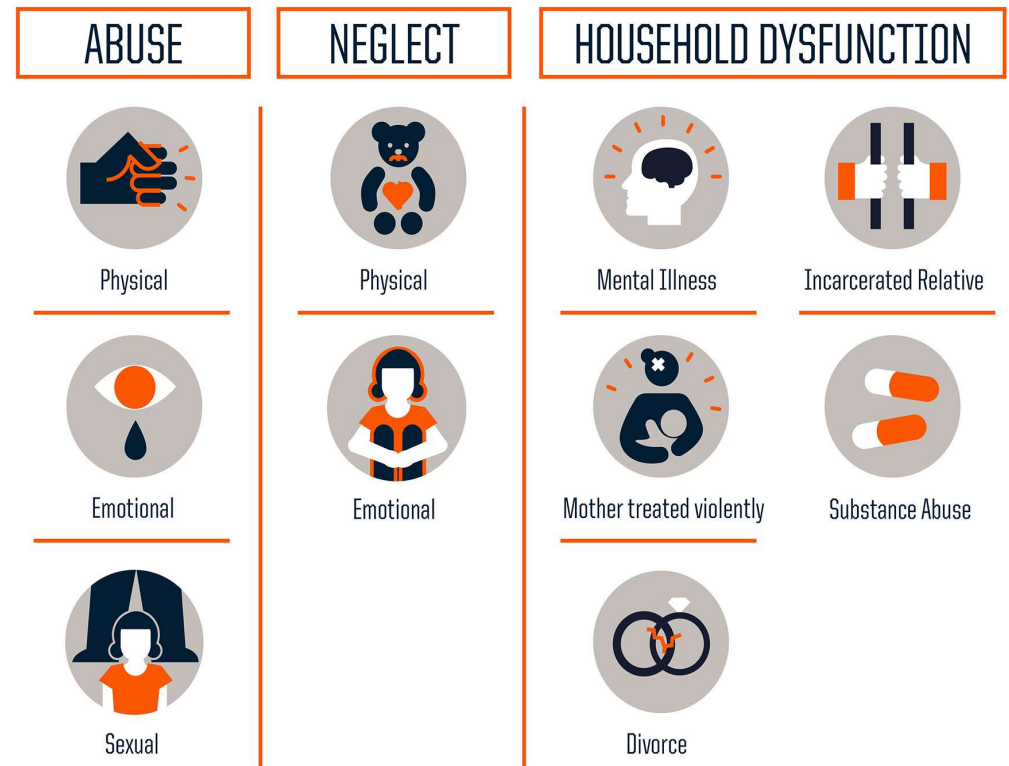 ABUSE
Physical
Emotional
Sexual
NEGLECT
Physical
Emotional
HOUSEHOLD DYSFUNCTION
Mental Illness
Incarcerated Relative
Mother treated violently
Substance Abuse
Divorce